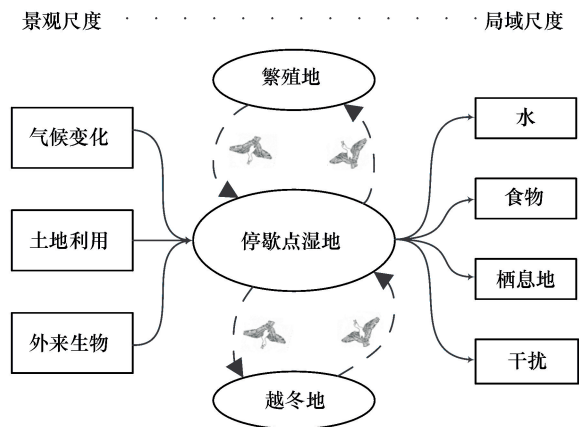 景观尺度
局域尺度
繁殖地
气候变化
土地利用
外来生物
停歇点湿地
越冬地
水
食物
栖息地
干扰